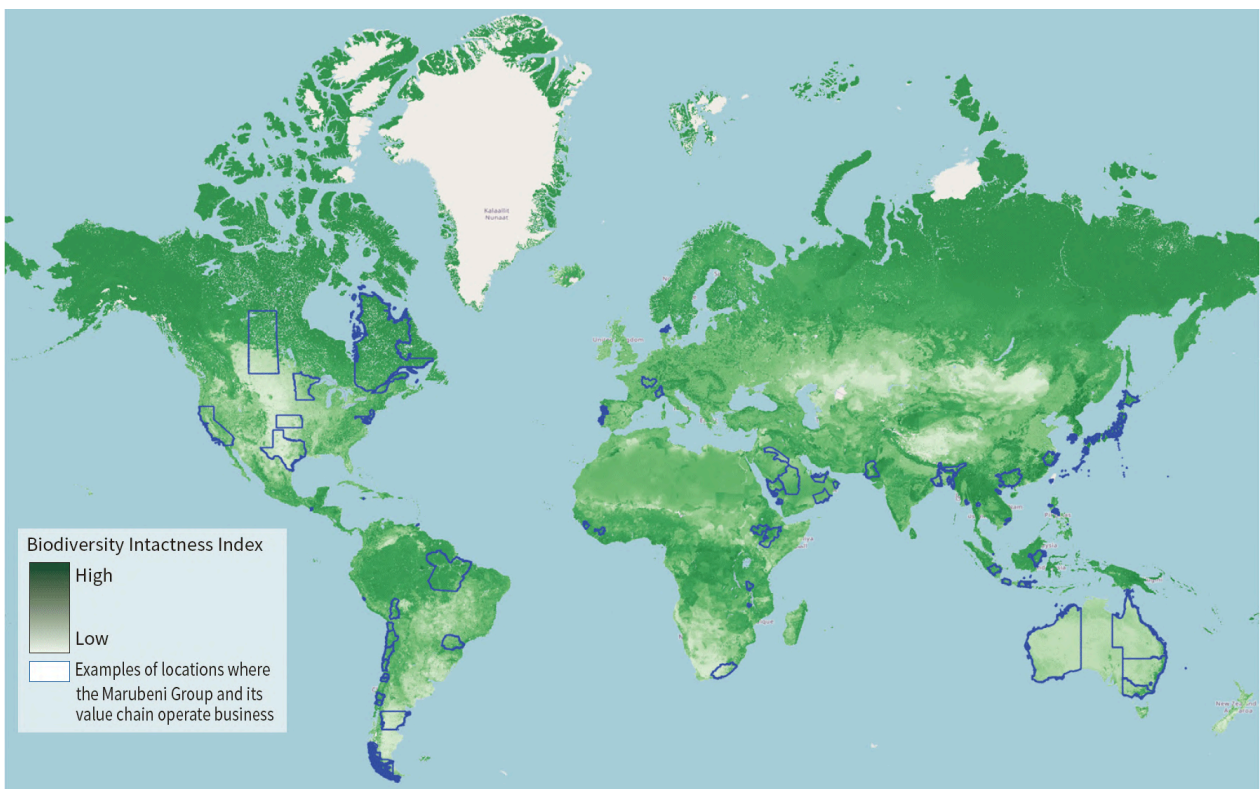 Kalaallit
Nunaat
Biodiversity Intactness Index
High
Low
Examples of locations where
the Marubeni Group and its
value chain operate business